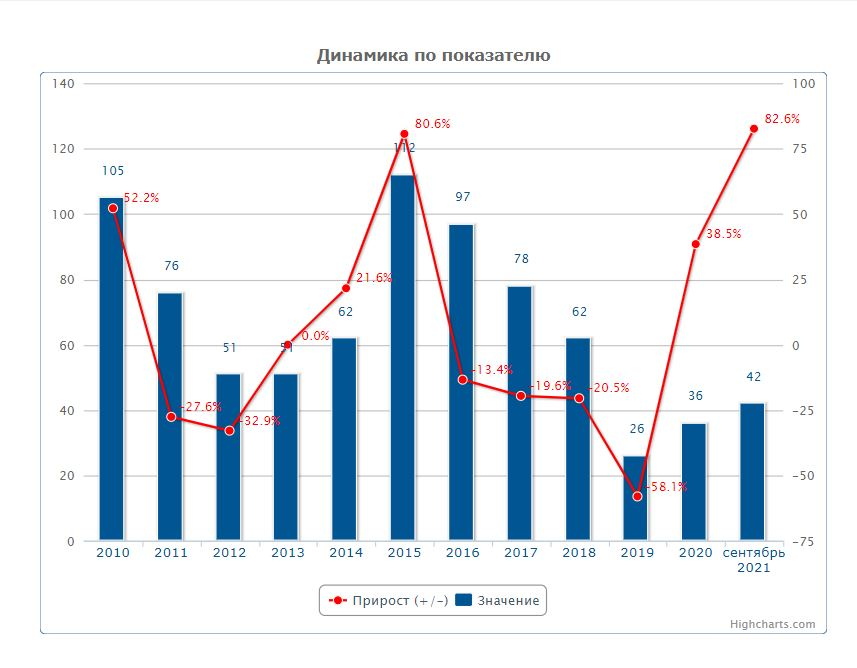 Динамика по показателю
140 100
105 52.2% 76 -27.6% 51 -32.9% 51 0.0% 62 21.6% 112 80.6% 97 -13.4% 78 -19.6% 62 -20.5% 26 -58.1% 36 38.5% 42 82.6%
120 75
100 50
80 25
60 0
40 -25
20 -50
0 -75
2010 2011 2012 2013 2014 2015 2016 2017 2018 2019 2020 сентябрь
2021
Прирост (+/-) Значение
Highcharts.com